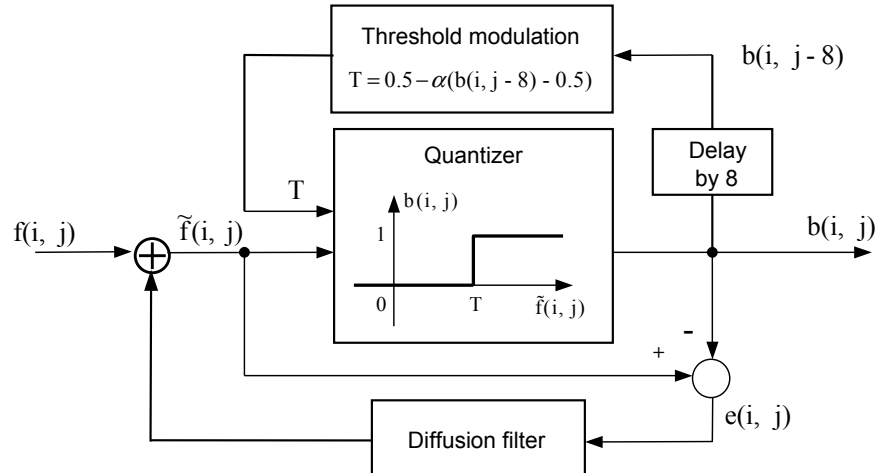 Threshold modulation
T = 0.5 − α(b(i, j - 8) - 0.5)
b(i, j - 8)
Quantizer
Delay
by 8
T
b(i, j)
1
0
T
f̃(i, j)
f(i, j)
f̃(i, j)
b(i, j)
+
-
e(i, j)
Diffusion filter